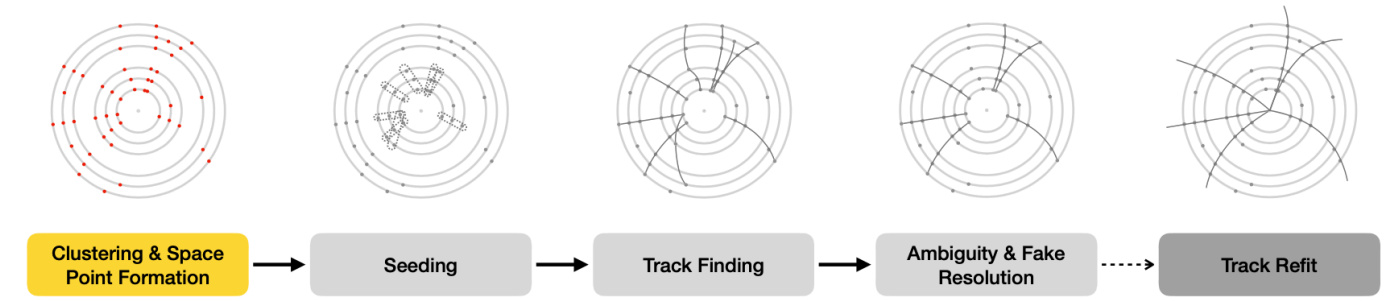 Clustering & Space
Point Formation
Seeding
Track Finding
Ambiguity & Fake
Resolution
Track Refit